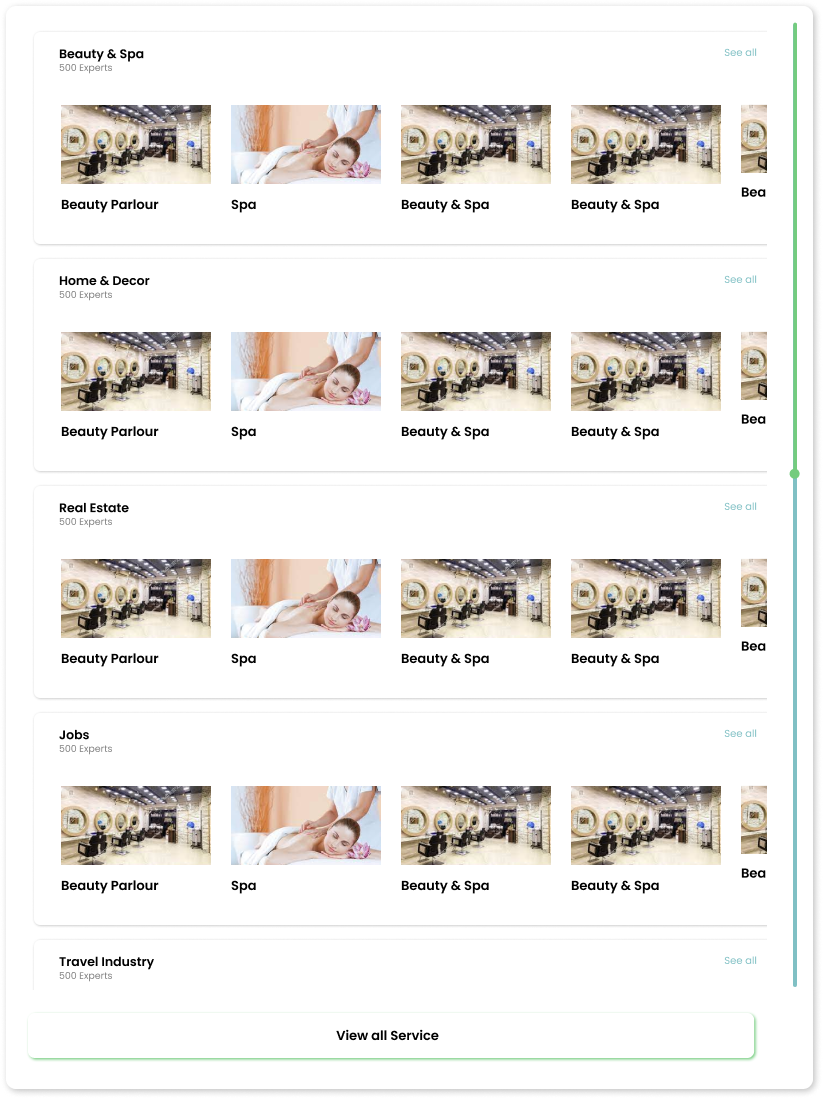 Beauty & Spa
See all
500 Experts
Beauty Parlour
Spa
Beauty & Spa
Beauty & Spa
Bea
Home & Decor
See all
500 Experts
Beauty Parlour
Spa
Beauty & Spa
Beauty & Spa
Bea
Real Estate
See all
500 Experts
Beauty Parlour
Spa
Beauty & Spa
Beauty & Spa
Bea
Jobs
See all
500 Experts
Beauty Parlour
Spa
Beauty & Spa
Beauty & Spa
Bea
Travel Industry
See all
500 Experts
View all Service